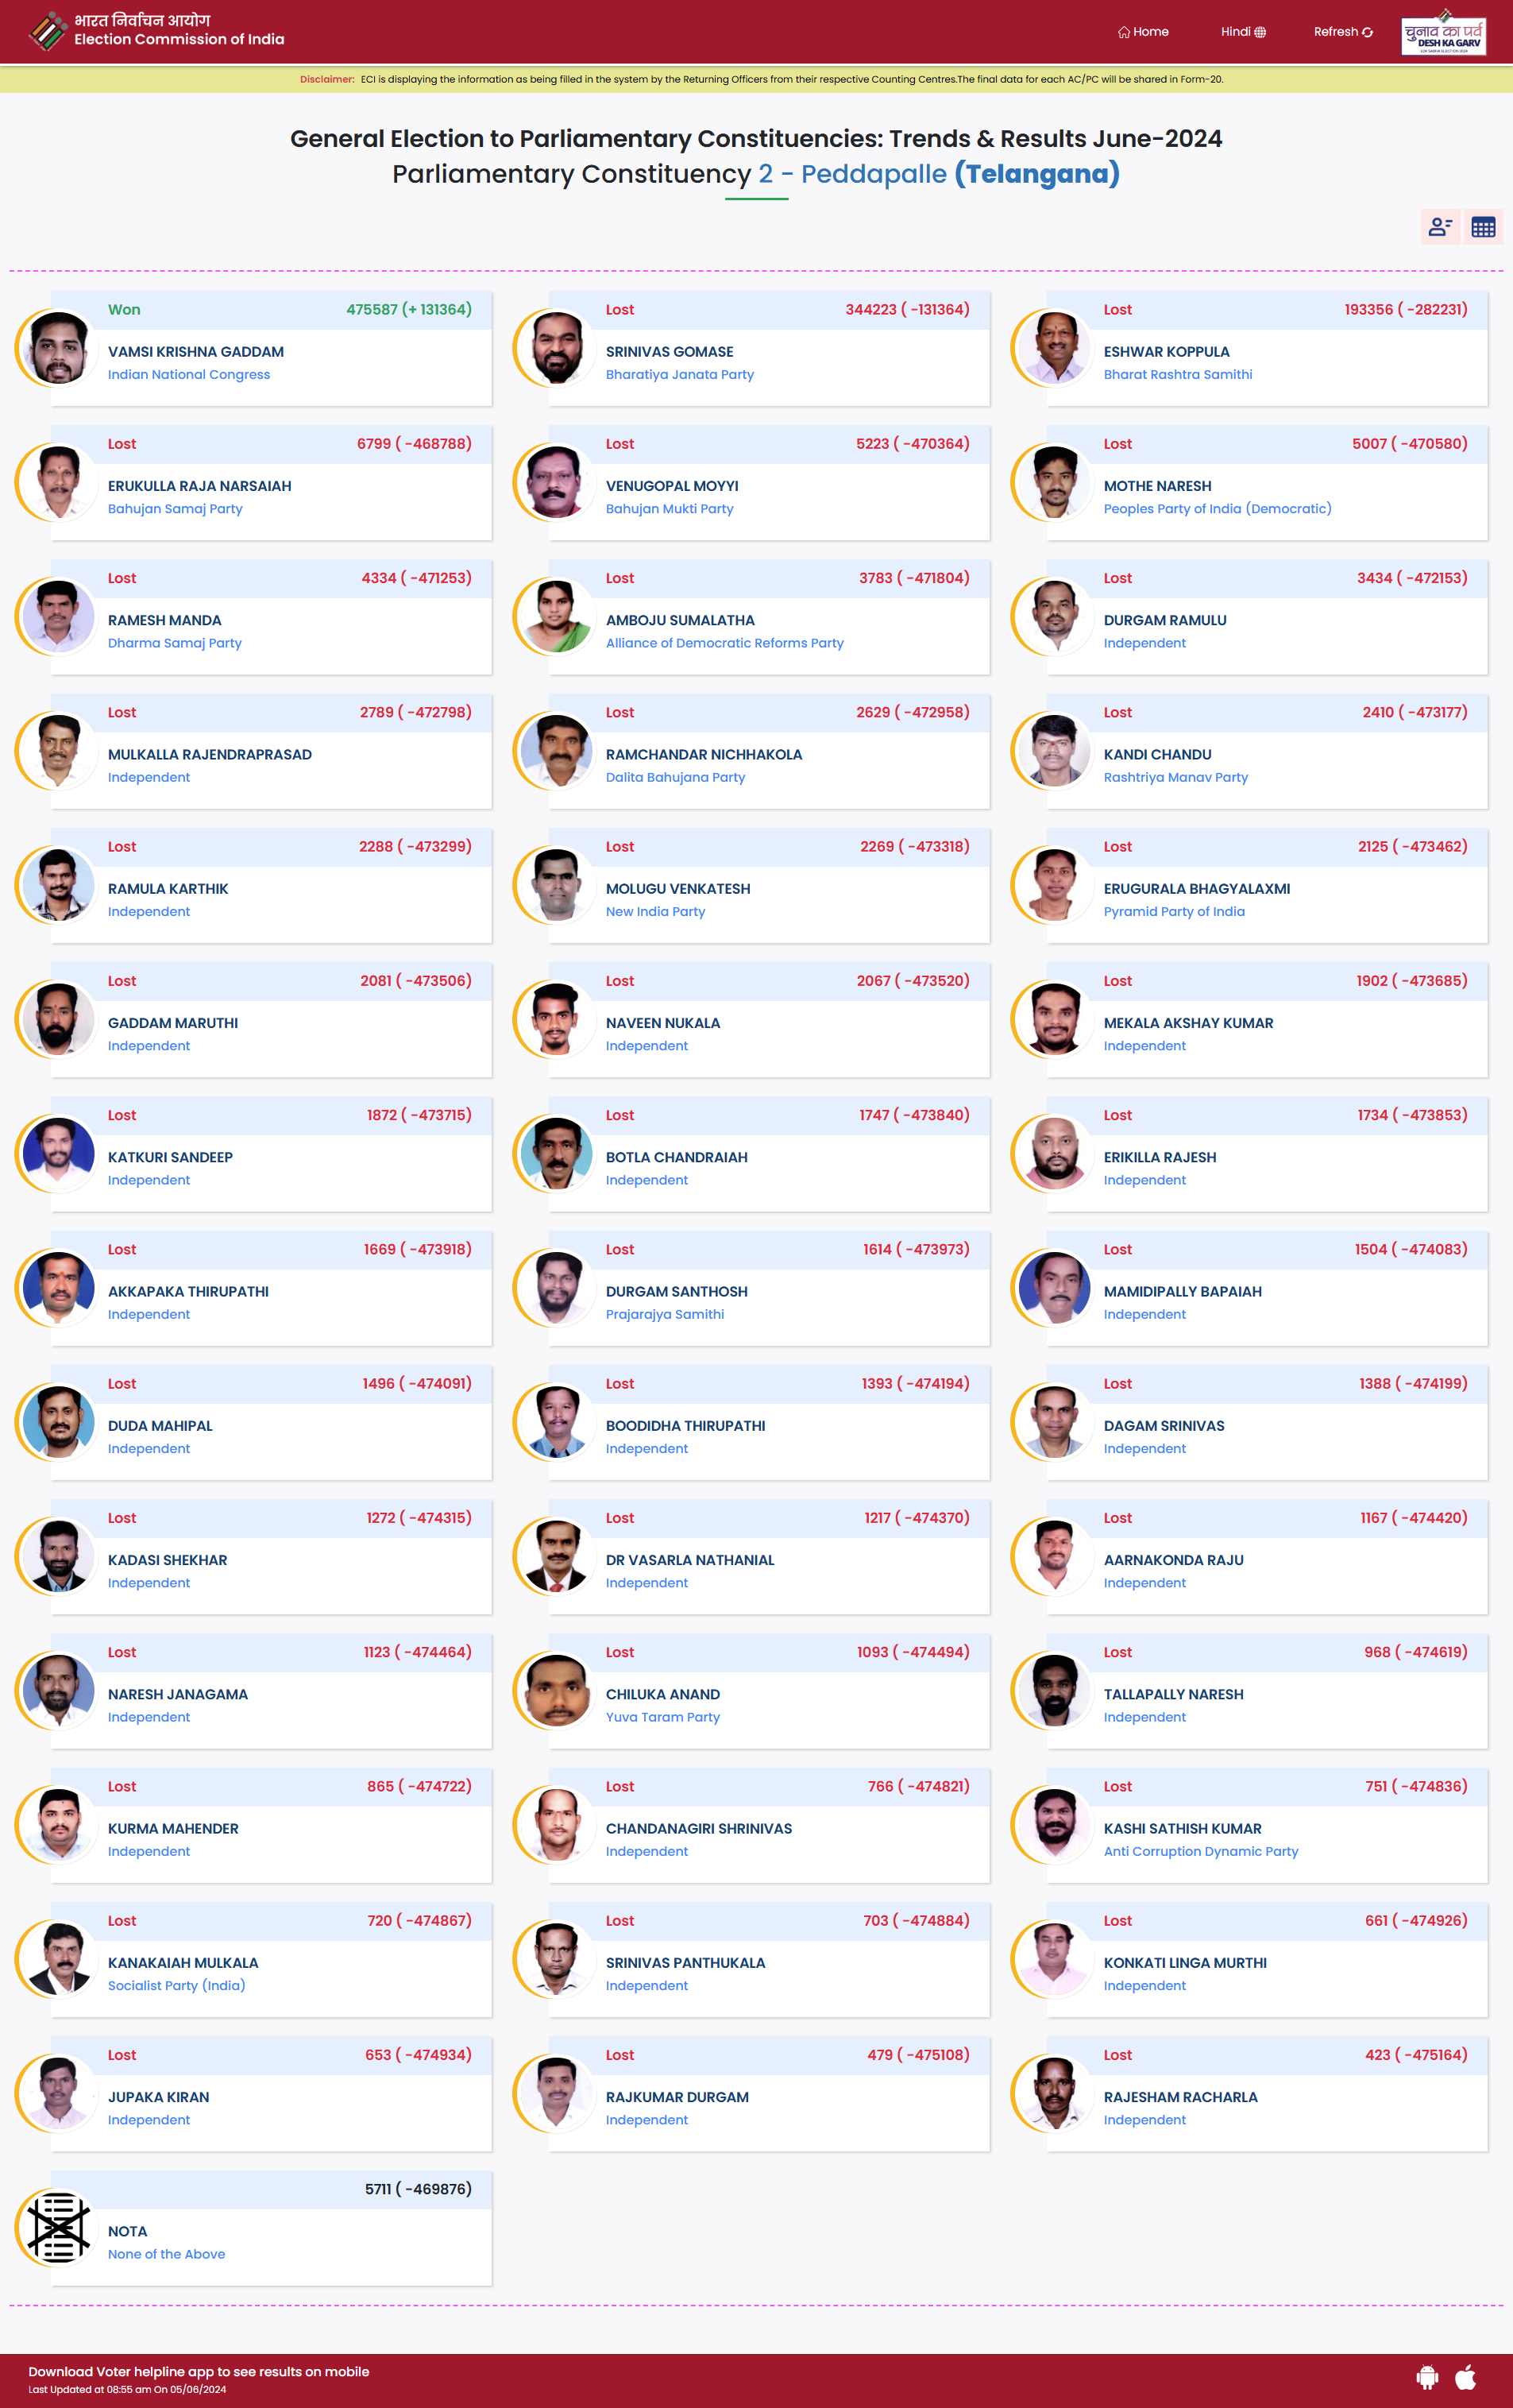 भारत निर्वाचन आयोग
Election Commission of India
Home
Hindi
Refresh
चुनाव का पर्व
DESH KA GARV
Disclaimer: ECI is displaying the information as being filled in the system by the Returning Officers from their respective Counting Centres.The final data for each AC/PC will be shared in Form-20.
General Election to Parliamentary Constituencies: Trends & Results June-2024
Parliamentary Constituency 2 - Peddapalle (Telangana)
Won 475587 (+ 131364)
VAMSI KRISHNA GADDAM
Indian National Congress
Lost 344223 ( -131364)
SRINIVAS GOMASE
Bharatiya Janata Party
Lost 193356 ( -282231)
ESHWAR KOPPULA
Bharat Rashtra Samithi
Lost 6799 ( -468788)
ERUKULLA RAJA NARSAIAH
Bahujan Samaj Party
Lost 5223 ( -470364)
VENUGOPAL MOYYI
Bahujan Mukti Party
Lost 5007 ( -470580)
MOTHE NARESH
Peoples Party of India (Democratic)
Lost 4334 ( -471253)
RAMESH MANDA
Dharma Samaj Party
Lost 3783 ( -471804)
AMBOJU SUMALATHA
Alliance of Democratic Reforms Party
Lost 3434 ( -472153)
DURGAM RAMULU
Independent
Lost 2789 ( -472798)
MULKALLA RAJENDRAPRASAD
Independent
Lost 2629 ( -472958)
RAMCHANDAR NICHHAKOLA
Dalita Bahujana Party
Lost 2410 ( -473177)
KANDI CHANDU
Rashtriya Manav Party
Lost 2288 ( -473299)
RAMULA KARTHIK
Independent
Lost 2269 ( -473318)
MOLUGU VENKATESH
New India Party
Lost 2125 ( -473462)
ERUGURALA BHAGYALAXMI
Pyramid Party of India
Lost 2081 ( -473506)
GADDAM MARUTHI
Independent
Lost 2067 ( -473520)
NAVEEN NUKALA
Independent
Lost 1902 ( -473685)
MEKALA AKSHAY KUMAR
Independent
Lost 1872 ( -473715)
KATKURI SANDEEP
Independent
Lost 1747 ( -473840)
BOTLA CHANDRAIAH
Independent
Lost 1734 ( -473853)
ERIKILLA RAJESH
Independent
Lost 1669 ( -473918)
AKKAPAKA THIRUPATHI
Independent
Lost 1614 ( -473973)
DURGAM SANTHOSH
Prajarajya Samithi
Lost 1504 ( -474083)
MAMIDIPALLY BAPAIAH
Independent
Lost 1496 ( -474091)
DUDA MAHIPAL
Independent
Lost 1393 ( -474194)
BOODIDHA THIRUPATHI
Independent
Lost 1388 ( -474199)
DAGAM SRINIVAS
Independent
Lost 1272 ( -474315)
KADASI SHEKHAR
Independent
Lost 1217 ( -474370)
DR VASARLA NATHANIAL
Independent
Lost 1167 ( -474420)
AARNAKONDA RAJU
Independent
Lost 1123 ( -474464)
NARESH JANAGAMA
Independent
Lost 1093 ( -474494)
CHILUKA ANAND
Yuva Taram Party
Lost 968 ( -474619)
TALLAPALLY NARESH
Independent
Lost 865 ( -474722)
KURMA MAHENDER
Independent
Lost 766 ( -474821)
CHANDANAGIRI SHRINIVAS
Independent
Lost 751 ( -474836)
KASHI SATHISH KUMAR
Anti Corruption Dynamic Party
Lost 720 ( -474867)
KANAKAIAH MULKALA
Socialist Party (India)
Lost 703 ( -474884)
SRINIVAS PANTHUKALA
Independent
Lost 661 ( -474926)
KONKATI LINGA MURTHI
Independent
Lost 653 ( -474934)
JUPAKA KIRAN
Independent
Lost 479 ( -475108)
RAJKUMAR DURGAM
Independent
Lost 423 ( -475164)
RAJESHAM RACHARLA
Independent
5711 ( -469876)
NOTA
None of the Above
Download Voter helpline app to see results on mobile
Last Updated at 08:55 am On 05/06/2024